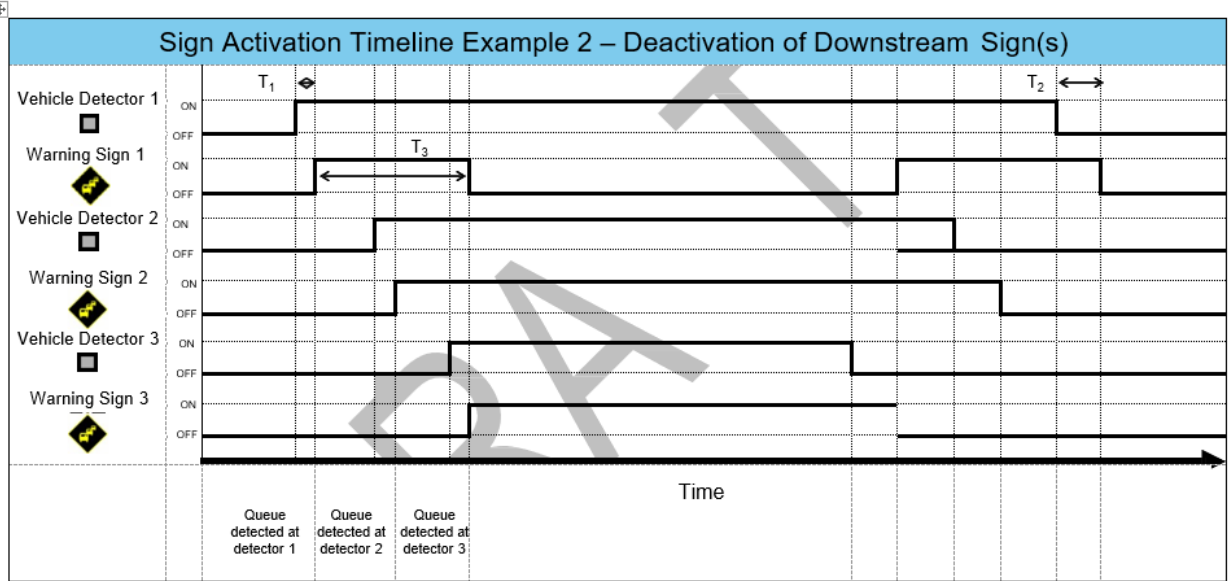 Sign Activation Timeline Example 2 – Deactivation of Downstream Sign(s)
T1
T2
Vehicle Detector 1
ON
OFF
Warning Sign 1
ON
T3
OFF
Vehicle Detector 2
ON
OFF
Warning Sign 2
ON
OFF
Vehicle Detector 3
ON
OFF
Warning Sign 3
ON
OFF
Time
Queue
detected at
detector 1
Queue
detected at
detector 2
Queue
detected at
detector 3
RA T